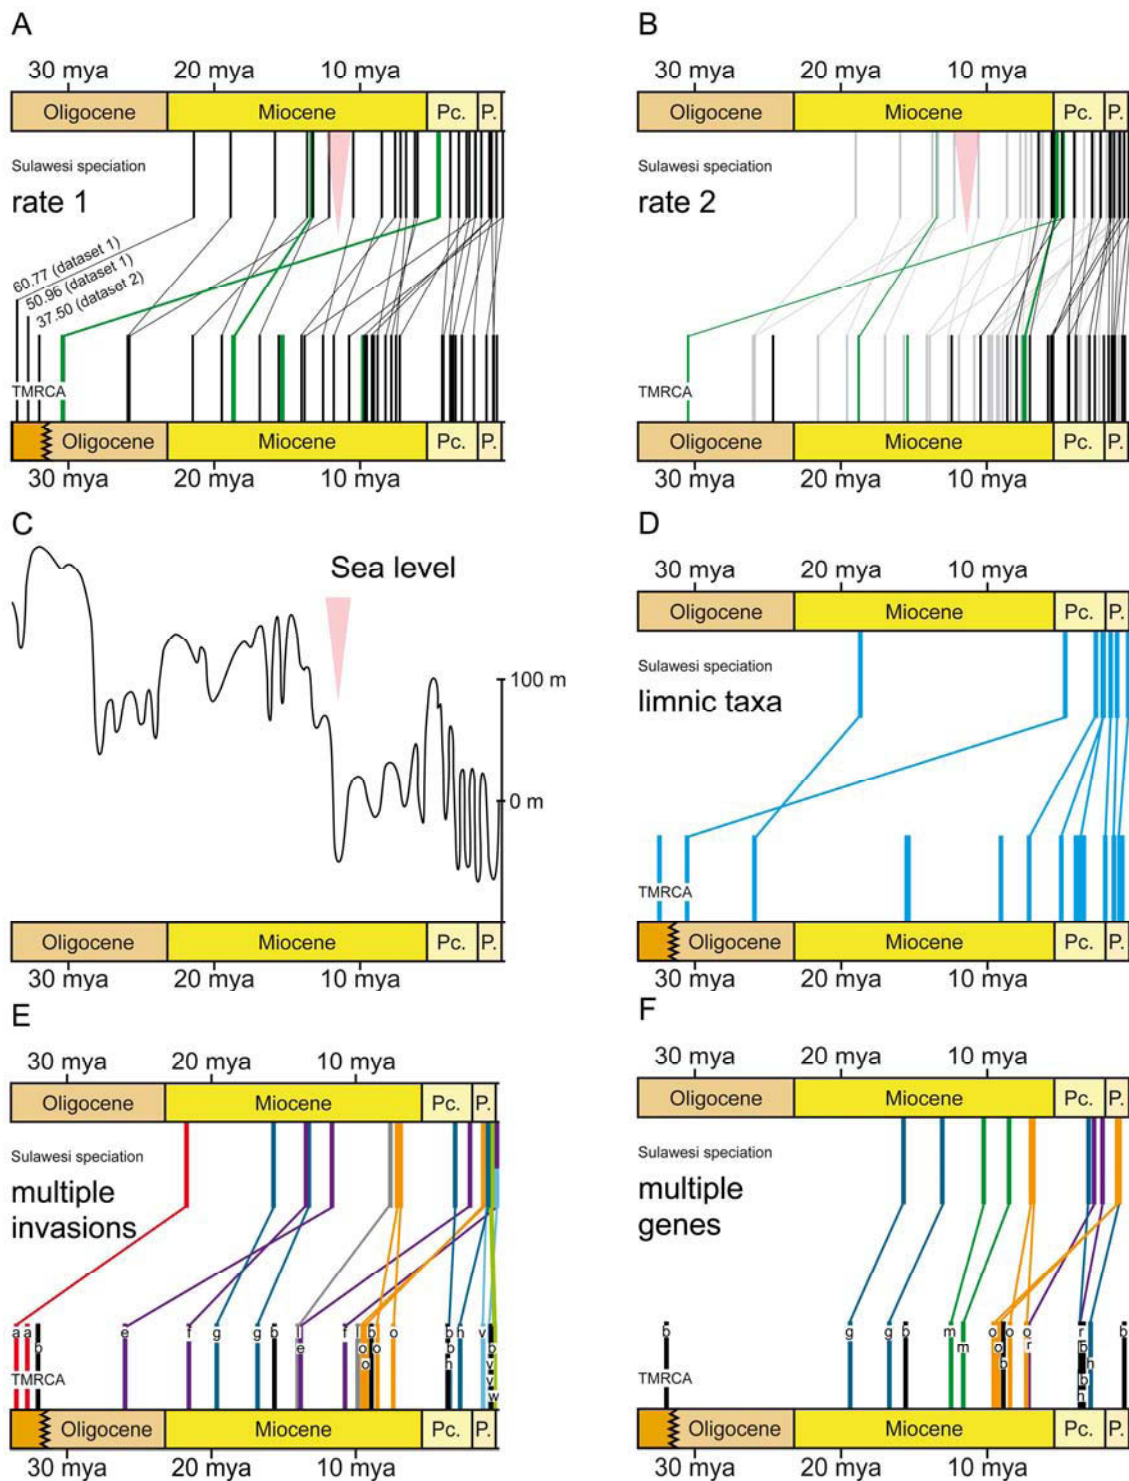 A
30 mya 20 mya 10 mya
Oligocene Miocene Pc. P.
Sulawesi speciation
rate 1
60.77 (dataset 1)
50.96 (dataset 1)
37.50 (dataset 2)
TMRCA
Oligocene Miocene Pc. P.
30 mya 20 mya 10 mya
B
30 mya 20 mya 10 mya
Oligocene Miocene Pc. P.
Sulawesi speciation
rate 2
TMRCA
Oligocene Miocene Pc. P.
30 mya 20 mya 10 mya
C
Sea level
100 m
0 m
Oligocene Miocene Pc. P.
30 mya 20 mya 10 mya
D
30 mya 20 mya 10 mya
Oligocene Miocene Pc. P.
Sulawesi speciation
limnic taxa
TMRCA
Oligocene Miocene Pc. P.
30 mya 20 mya 10 mya
E
30 mya 20 mya 10 mya
Oligocene Miocene Pc. P.
Sulawesi speciation
multiple
invasions
a a e f g g b f b o b h v
b e o o b b
o h v
TMRCA v
w
Oligocene Miocene Pc. P.
30 mya 20 mya 10 mya
F
30 mya 20 mya 10 mya
Oligocene Miocene Pc. P.
Sulawesi speciation
multiple
genes
b g g b m o o o r b
m o r b
b h
TMRCA b
h
Oligocene Miocene Pc. P.
30 mya 20 mya 10 mya